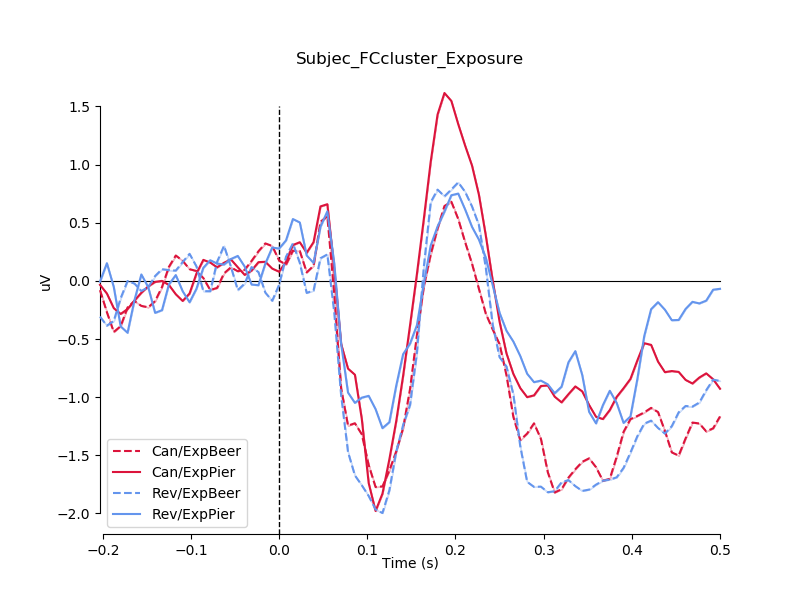 Subjec_FCcluster_Exposure
uV
1.5
1.0
0.5
0.0
−0.5
−1.0
−1.5
−2.0
Can/ExpBeer
Can/ExpPier
Rev/ExpBeer
Rev/ExpPier
−0.2 −0.1 0.0 0.1 0.2 0.3 0.4 0.5
Time (s)